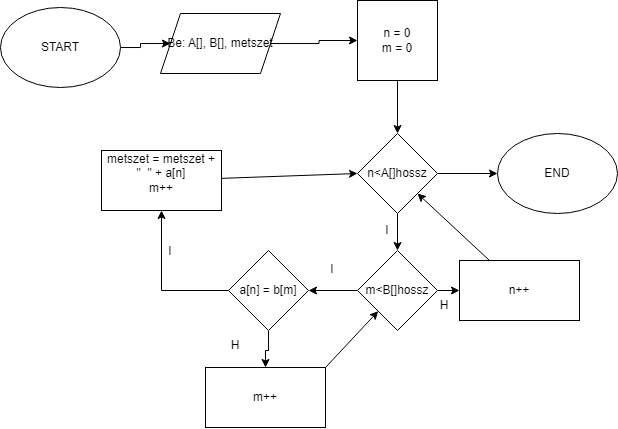 START
Be: A[], B[], metszet
n = 0
m = 0
metszet = metszet +
" " + a[n]
m++
n<A[]hossz
END
I
I
I
a[n] = b[m]
m<B[]hossz
n++
H
H
m++